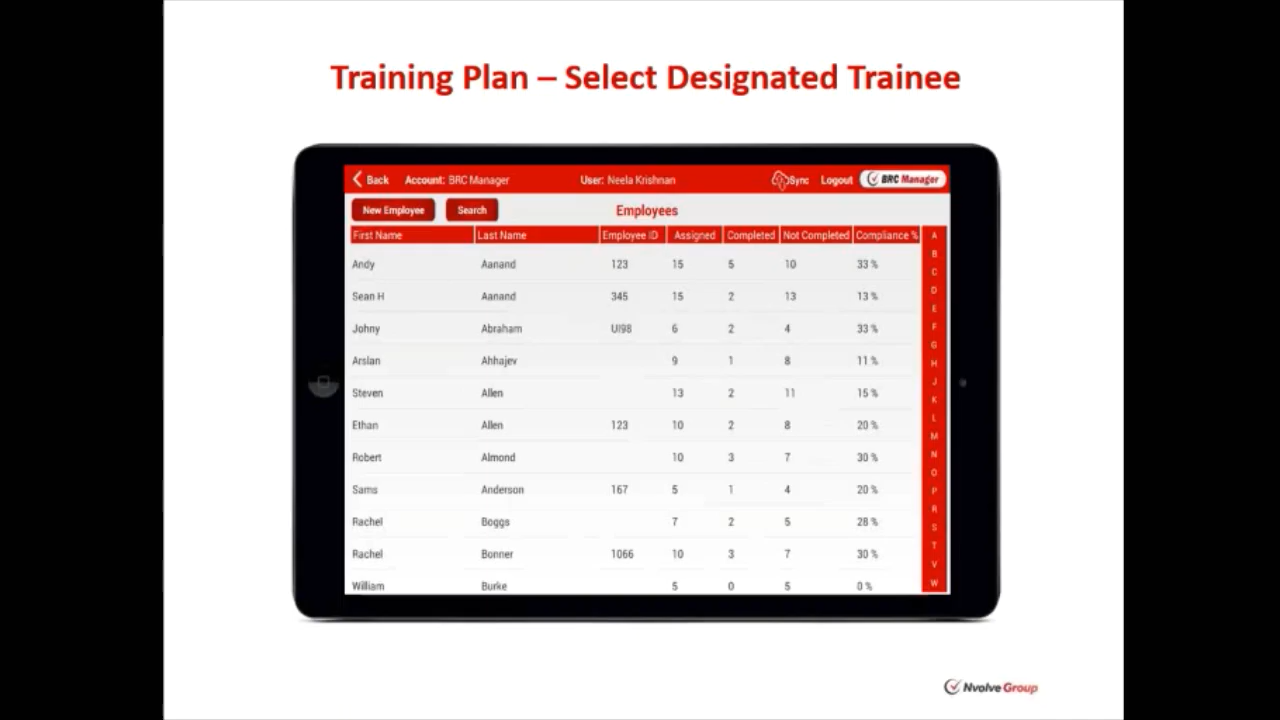 Training Plan – Select Designated Trainee
Back Account: BRC Manager User: Neela Krishnan Sync Logout BRC Manager
New Employee Search Employees
First Name Last Name Employee ID Assigned Completed Not Completed Compliance %
Andy Aanand 123 15 5 10 33 %
Sean H Aanand 345 15 2 13 13 %
Johny Abraham UI98 6 2 4 33 %
Arslan Ahhajev 9 1 8 11 %
Steven Allen 13 2 11 15 %
Ethan Allen 123 10 2 8 20 %
Robert Almond 10 3 7 30 %
Sams Anderson 167 5 1 4 20 %
Rachel Boggs 7 2 5 28 %
Rachel Bonner 1066 10 3 7 30 %
William Burke 5 0 5 0 %
A
B
C
D
E
F
G
H
J
K
L
M
N
O
P
R
S
T
V
W
Nvolve Group